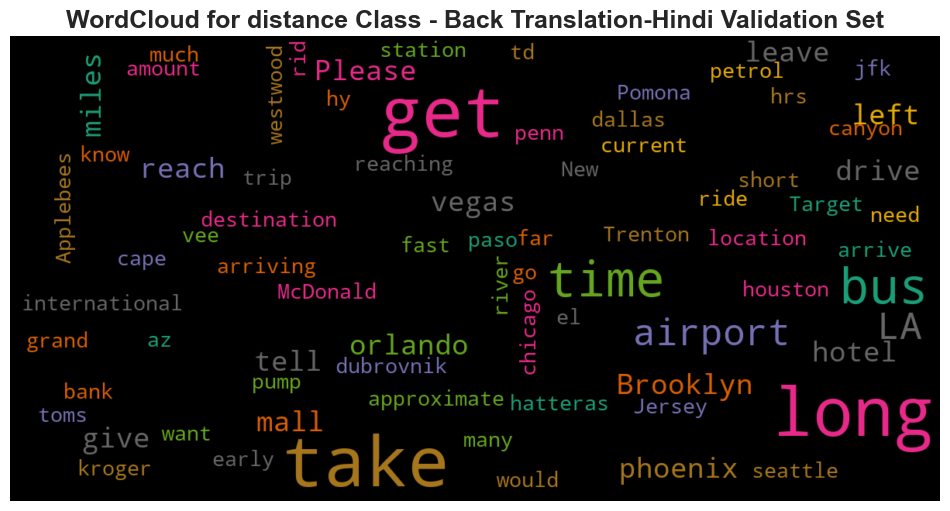 WordCloud for distance Class - Back Translation-Hindi Validation Set
much
station
td
leave
amount
rid
Please
petrol
jfk
miles
westwood
hy
get
Pomona
hrs
left
penn
dallas
current
canyon
know
reach
trip
reaching
New
short
drive
Applebees
vegas
ride
Target
need
destination
vee
fast
paso
far
Trenton
location
arrive
cape
arriving
river
go
time
houston
bus
international
McDonald
chicago
el
airport
LA
grand
az
orlando
hotel
tell
dubrovnik
pump
bank
approximate
hatteras
Brooklyn
Jersey
long
toms
mall
give
want
many
take
kroger
early
would
phoenix
seattle